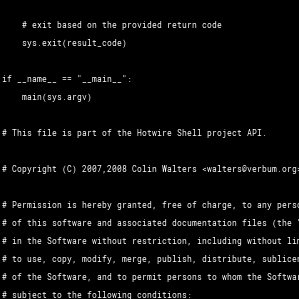 # exit based on the provided return code
sys.exit(result_code)
if __name__ == "__main__":
main(sys.argv)
# This file is part of the Hotwire Shell project API.
# Copyright (C) 2007,2008 Colin Walters <walters@verbum.org>
# Permission is hereby granted, free of charge, to any perso
# of this software and associated documentation files (the
# in the Software without restriction, including without lim
# to use, copy, modify, merge, publish, distribute, sublicen
# of the Software, and to permit persons to whom the Softwar
# subject to the following conditions: